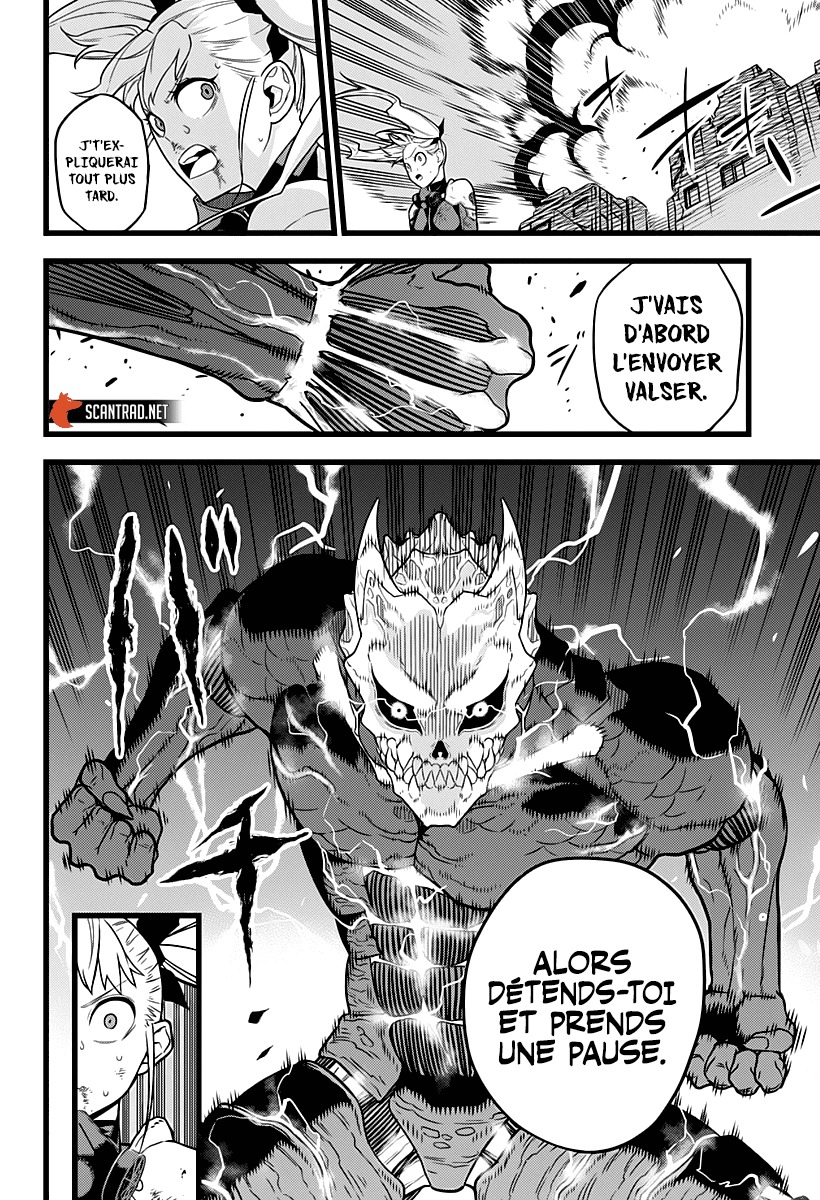 J'T'EX-
PLIQUERAI
TOUT PLUS
TARD.
J'VAIS
D'ABORD
L'ENVOYER
VALSER.
SCANTRAD.NET
ALORS
DÉTENDS-TOI
ET PRENDS
UNE PAUSE.